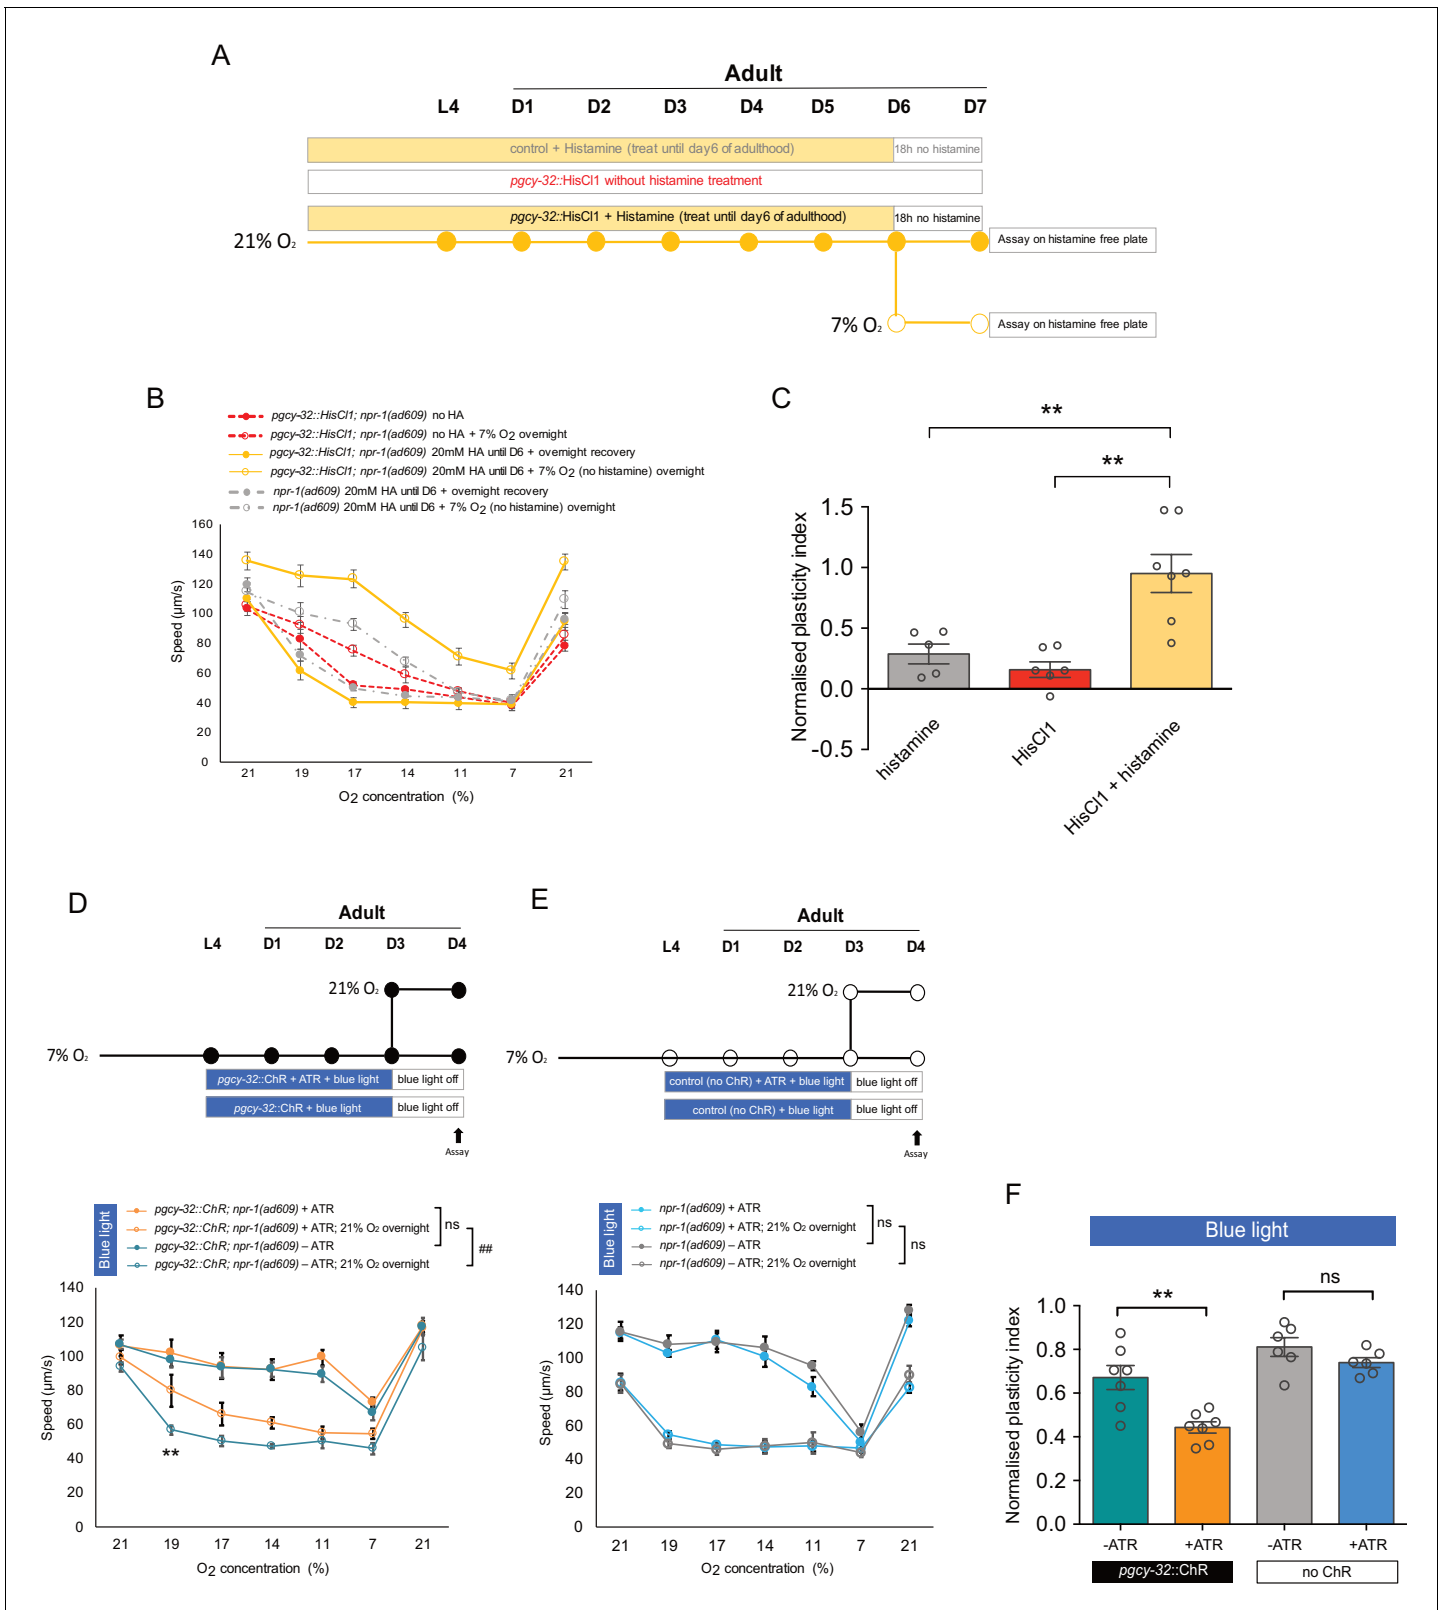 A
Adult
L4 D1 D2 D3 D4 D5 D6 D7
control + Histamine (treat until day6 of adulthood) 18h no histamine
pgcy-32::HisCl1 without histamine treatment
pgcy-32::HisCl1 + Histamine (treat until day6 of adulthood) 18h no histamine
21% O2 Assay on histamine free plate
7% O2 Assay on histamine free plate
B
pgcy-32::HisCl1; npr-1(ad609) no HA
pgcy-32::HisCl1; npr-1(ad609) no HA + 7% O2 overnight
pgcy-32::HisCl1; npr-1(ad609) 20mM HA until D6 + overnight recovery
pgcy-32::HisCl1; npr-1(ad609) 20mM HA until D6 + 7% O2 (no histamine) overnight
npr-1(ad609) 20mM HA until D6 + overnight recovery
npr-1(ad609) 20mM HA until D6 + 7% O2 (no histamine) overnight
160
140
120
100
80
60
40
20
0
Speed (µm/s)
21 19 17 14 11 7 21
O2 concentration (%)
C
**
**
1.5
1.0
0.5
0.0
-0.5
Normalised plasticity index
histamine
HisCl1
HisCl1 + histamine
D
Adult
L4 D1 D2 D3 D4
21% O2
7% O2
pgcy-32::ChR + ATR + blue light blue light off
pgcy-32::ChR + blue light blue light off
Assay
Blue light
pgcy-32::ChR; npr-1(ad609) + ATR
pgcy-32::ChR; npr-1(ad609) + ATR; 21% O2 overnight
pgcy-32::ChR; npr-1(ad609) – ATR
pgcy-32::ChR; npr-1(ad609) – ATR; 21% O2 overnight
ns
##
140
120
100
80
60
40
20
0
Speed (µm/s)
**
21 19 17 14 11 7 21
O2 concentration (%)
E
Adult
L4 D1 D2 D3 D4
21% O2
7% O2
control (no ChR) + ATR + blue light blue light off
control (no ChR) + blue light blue light off
Assay
Blue light
npr-1(ad609) + ATR
npr-1(ad609) + ATR; 21% O2 overnight
npr-1(ad609) – ATR
npr-1(ad609) – ATR; 21% O2 overnight
ns
ns
140
120
100
80
60
40
20
0
Speed (µm/s)
21 19 17 14 11 7 21
O2 concentration (%)
F
Blue light
** ns
1.0
0.8
0.6
0.4
0.2
0.0
Normalised plasticity index
-ATR +ATR -ATR +ATR
pgcy-32::ChR no ChR